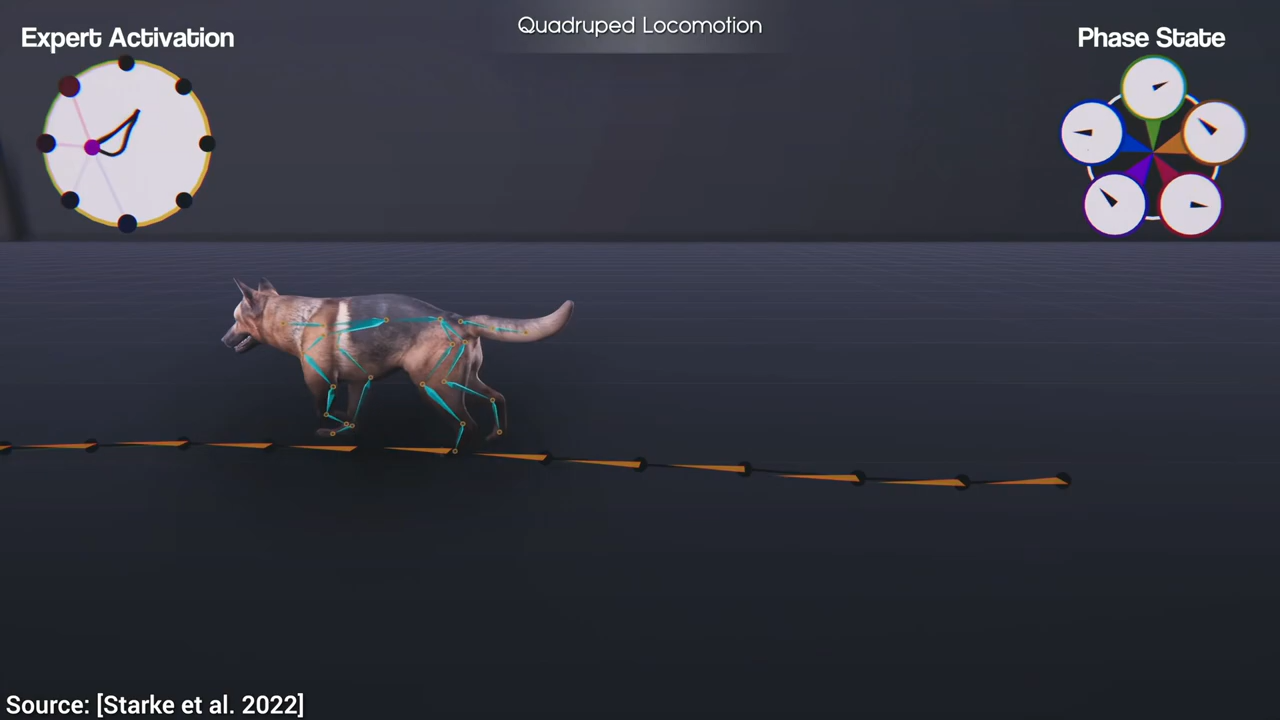 Quadruped Locomotion
Expert Activation
Phase State
Source: [Starke et al. 2022]